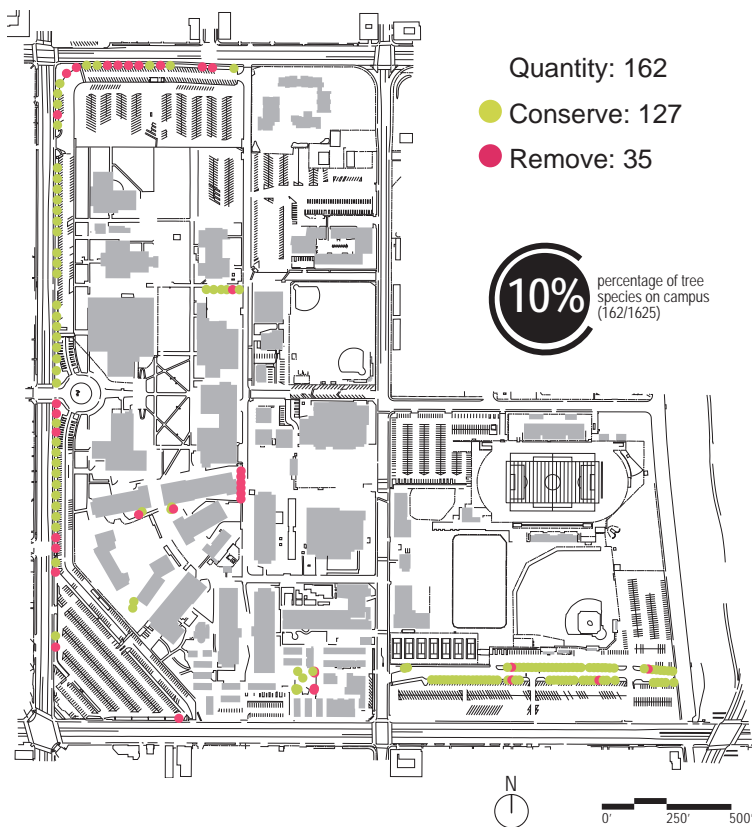 Quantity: 162
Conserve: 127
Remove: 35
10%
percentage of tree
species on campus
(162/1625)
N
0'
250'
500'